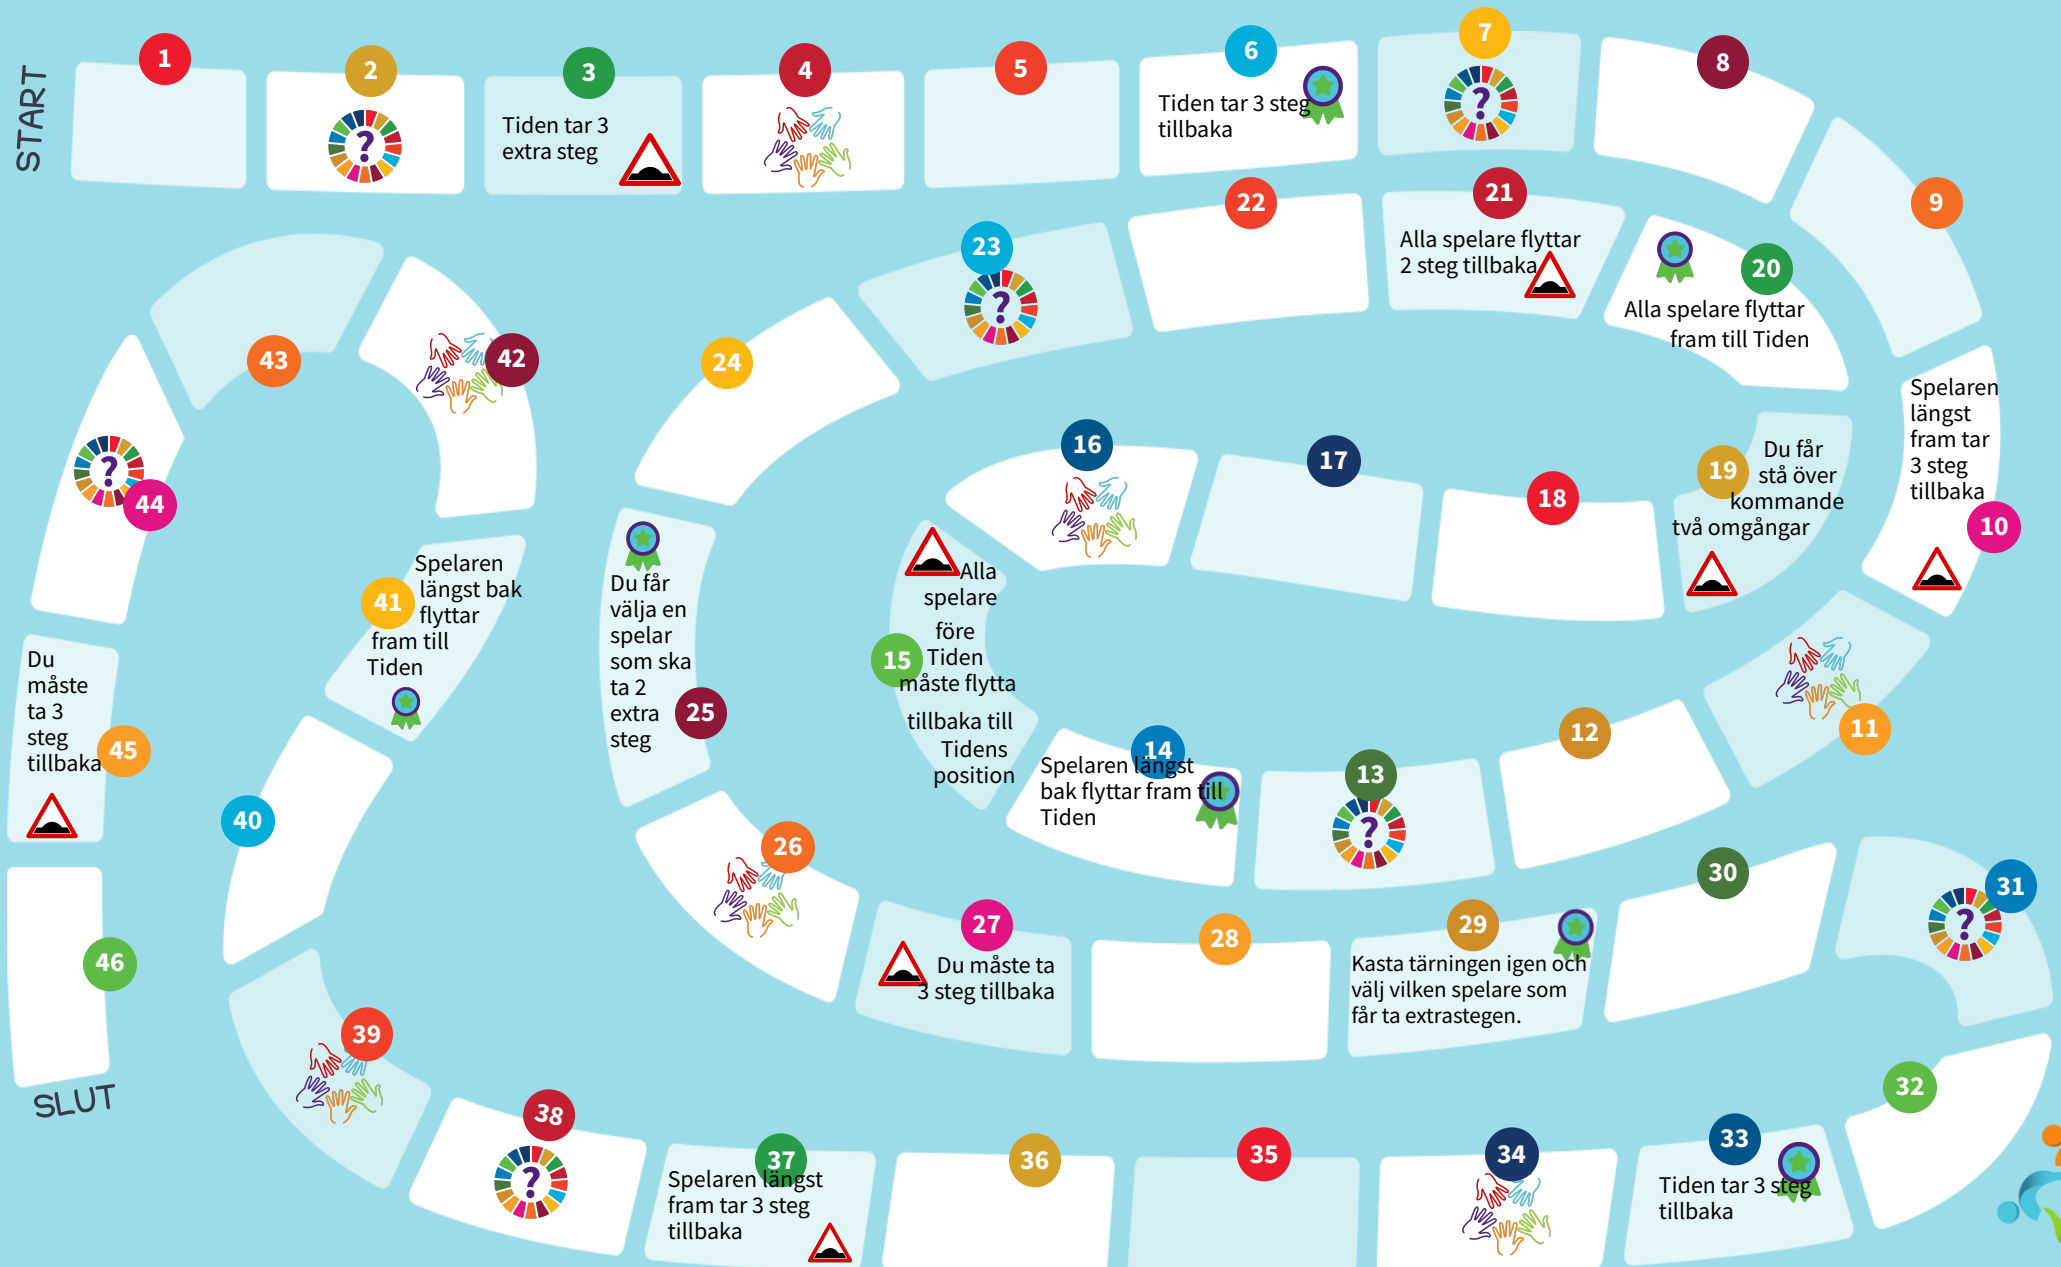 START
1
2
?
3
Tiden tar 3
extra steg
4
5
6
Tiden tar 3 steg
tillbaka
7
?
8
9
10
Spelaren
längst
fram tar
3 steg
tillbaka
11
12
13
?
14
Spelaren längst
bak flyttar fram till
Tiden
15
Alla
spelare
före
Tiden
måste flytta
tillbaka till
Tidens
position
16
17
18
19
Du får
stå över
kommande
två omgångar
20
Alla spelare flyttar
fram till Tiden
21
Alla spelare flyttar
2 steg tillbaka
22
23
?
24
25
Du får
välja en
spelar
som ska
ta 2
extra
steg
26
27
Du måste ta
3 steg tillbaka
28
29
Kasta tärningen igen och
välj vilken spelare som
får ta extrastegen.
30
31
?
32
33
Tiden tar 3 steg
tillbaka
34
35
36
37
Spelaren längst
fram tar 3 steg
tillbaka
38
?
39
40
41
Spelaren
längst bak
flyttar
fram till
Tiden
42
43
44
?
45
Du
måste
ta 3
steg
tillbaka
46
SLUT